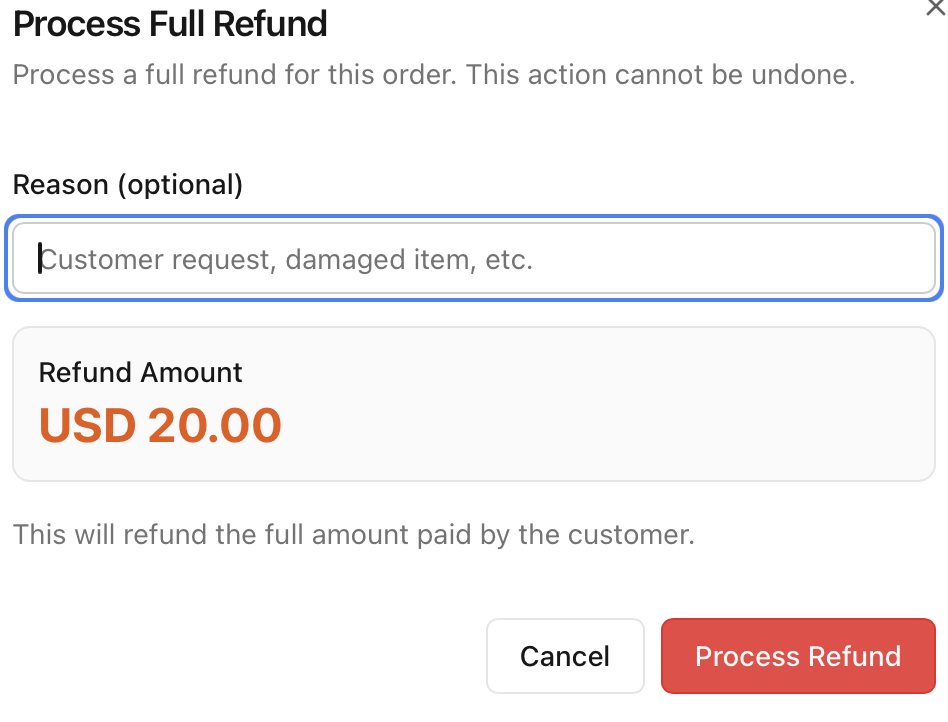 Process Full Refund
Process a full refund for this order. This action cannot be undone.
Reason (optional)
Customer request, damaged item, etc.
Refund Amount
USD 20.00
This will refund the full amount paid by the customer.
Cancel
Process Refund